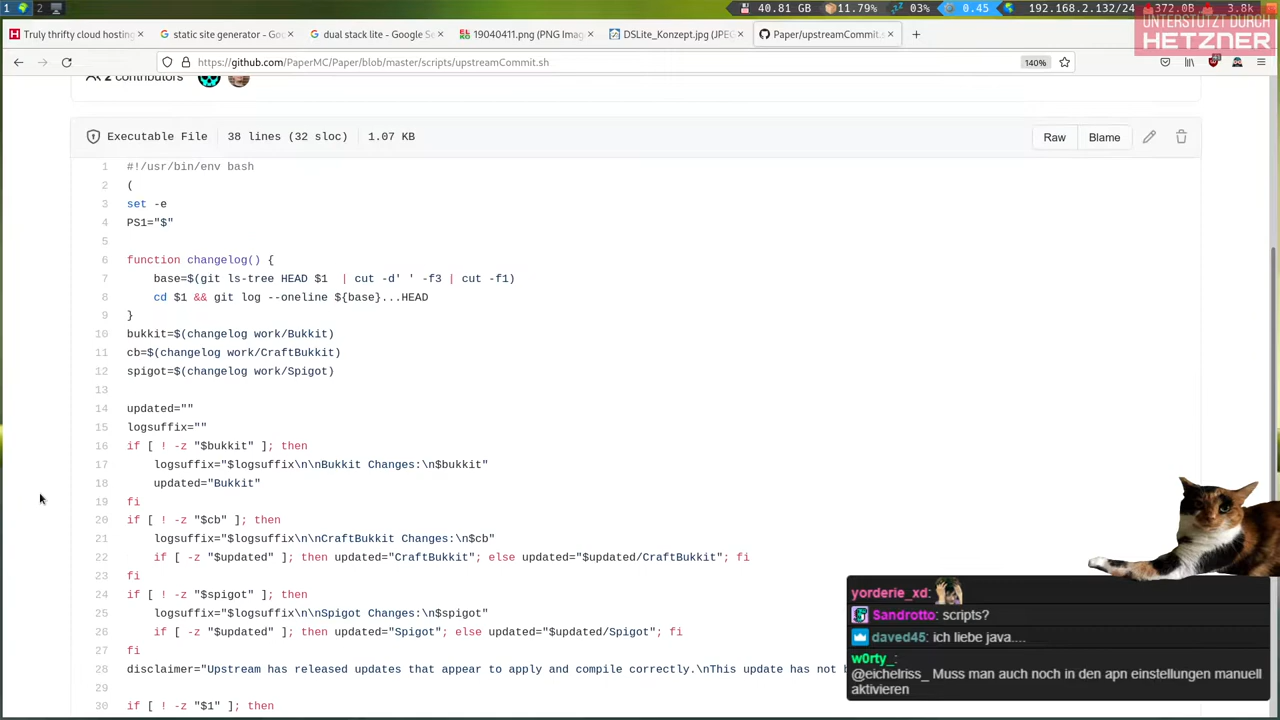 1 2 40.81 GB 11.79% 03% 0.45 192.168.2.132/24 372.0B 3.8k
UNTERSTÜTZT DURCH
HETZNER
Truly thrifty cloud hosting static site generator - Goo dual stack lite - Google Se 19040411.png (PNG Imag DSLite_Konzept.jpg (JPEG Paper/upstreamCommit.s
https://github.com/PaperMC/Paper/blob/master/scripts/upstreamCommit.sh 140%
2 contributors
Executable File 38 lines (32 sloc) 1.07 KB Raw Blame
1 #!/usr/bin/env bash
2 (
3 set -e
4 PS1="$"
5
6 function changelog() {
7 base=$(git ls-tree HEAD $1 | cut -d' ' -f3 | cut -f1)
8 cd $1 && git log --oneline ${base}...HEAD
9 }
10 bukkit=$(changelog work/Bukkit)
11 cb=$(changelog work/CraftBukkit)
12 spigot=$(changelog work/Spigot)
13
14 updated=""
15 logsuffix=""
16 if [ ! -z "$bukkit" ]; then
17 logsuffix="$logsuffix\n\nBukkit Changes:\n$bukkit"
18 updated="Bukkit"
19 fi
20 if [ ! -z "$cb" ]; then
21 logsuffix="$logsuffix\n\nCraftBukkit Changes:\n$cb"
22 if [ -z "$updated" ]; then updated="CraftBukkit"; else updated="$updated/CraftBukkit"; fi
23 fi
24 if [ ! -z "$spigot" ]; then
25 logsuffix="$logsuffix\n\nSpigot Changes:\n$spigot"
26 if [ -z "$updated" ]; then updated="Spigot"; else updated="$updated/Spigot"; fi
27 fi
28 disclaimer="Upstream has released updates that appear to apply and compile correctly.\nThis update has not b
29
30 if [ ! -z "$1" ]; then
yorderie_xd:
Sandrotto: scripts?
daved45: ich liebe java....
w0rty_:
@eichelriss_ Muss man auch noch in den apn einstellungen manuell
aktivieren